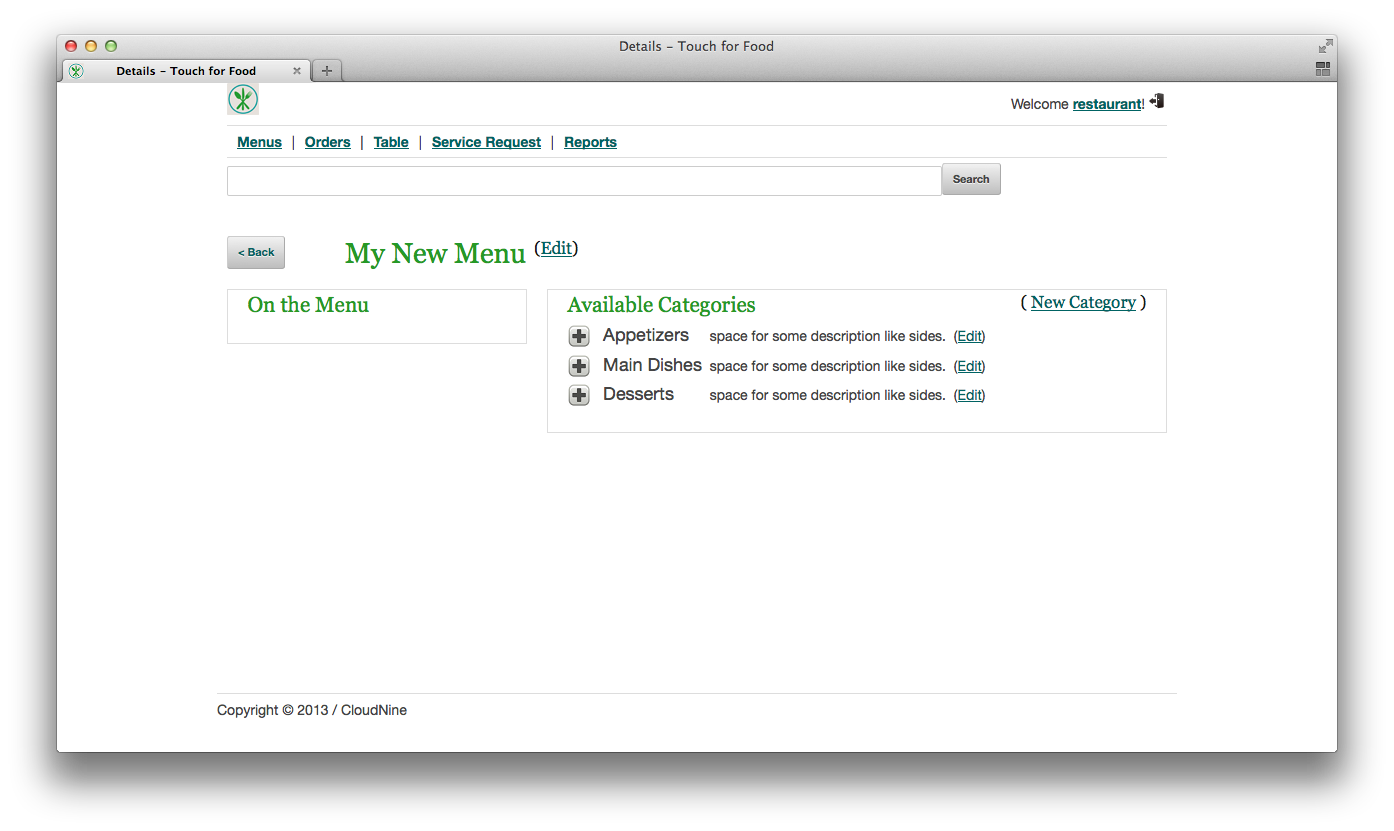 Details – Touch for Food
Details – Touch for Food
Welcome restaurant!
Menus | Orders | Table | Service Request | Reports
Search
< Back
My New Menu (Edit)
On the Menu
Available Categories ( New Category )
Appetizers space for some description like sides. (Edit)
Main Dishes space for some description like sides. (Edit)
Desserts space for some description like sides. (Edit)
Copyright © 2013 / CloudNine